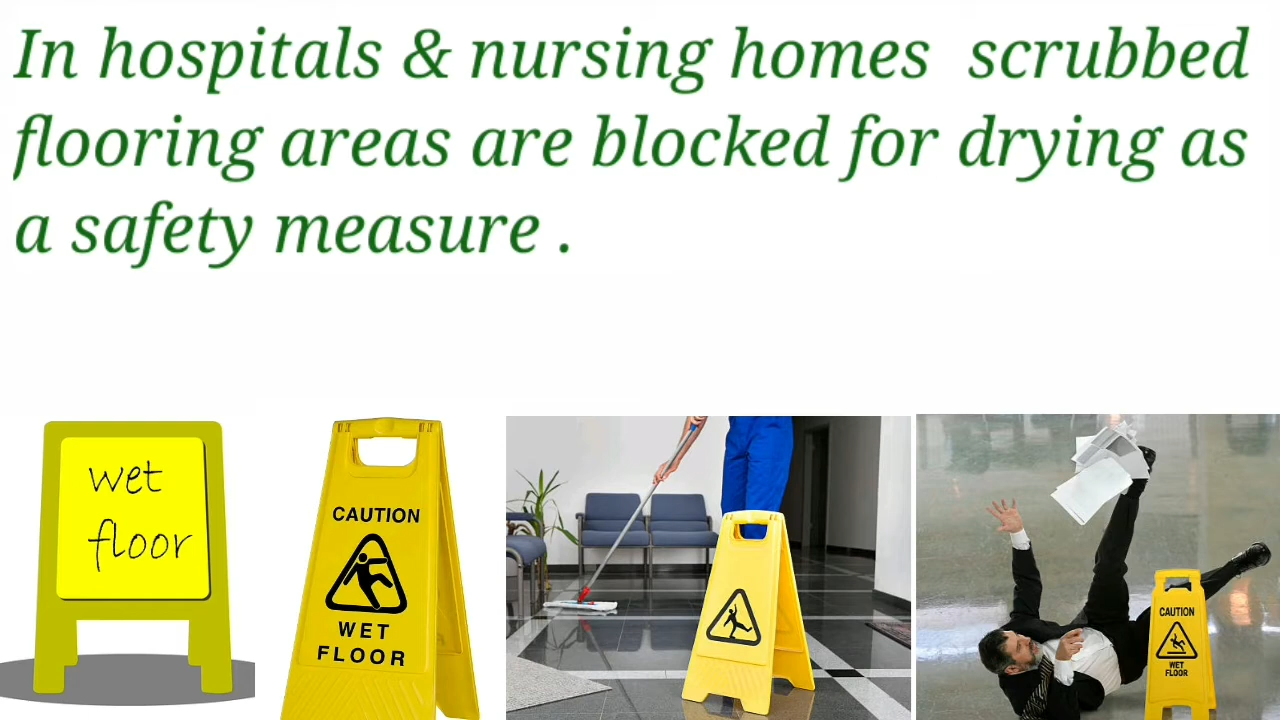 In hospitals & nursing homes scrubbed
flooring areas are blocked for drying as
a safety measure .
wet
floor
CAUTION
WET
FLOOR
CAUTION
WET
FLOOR